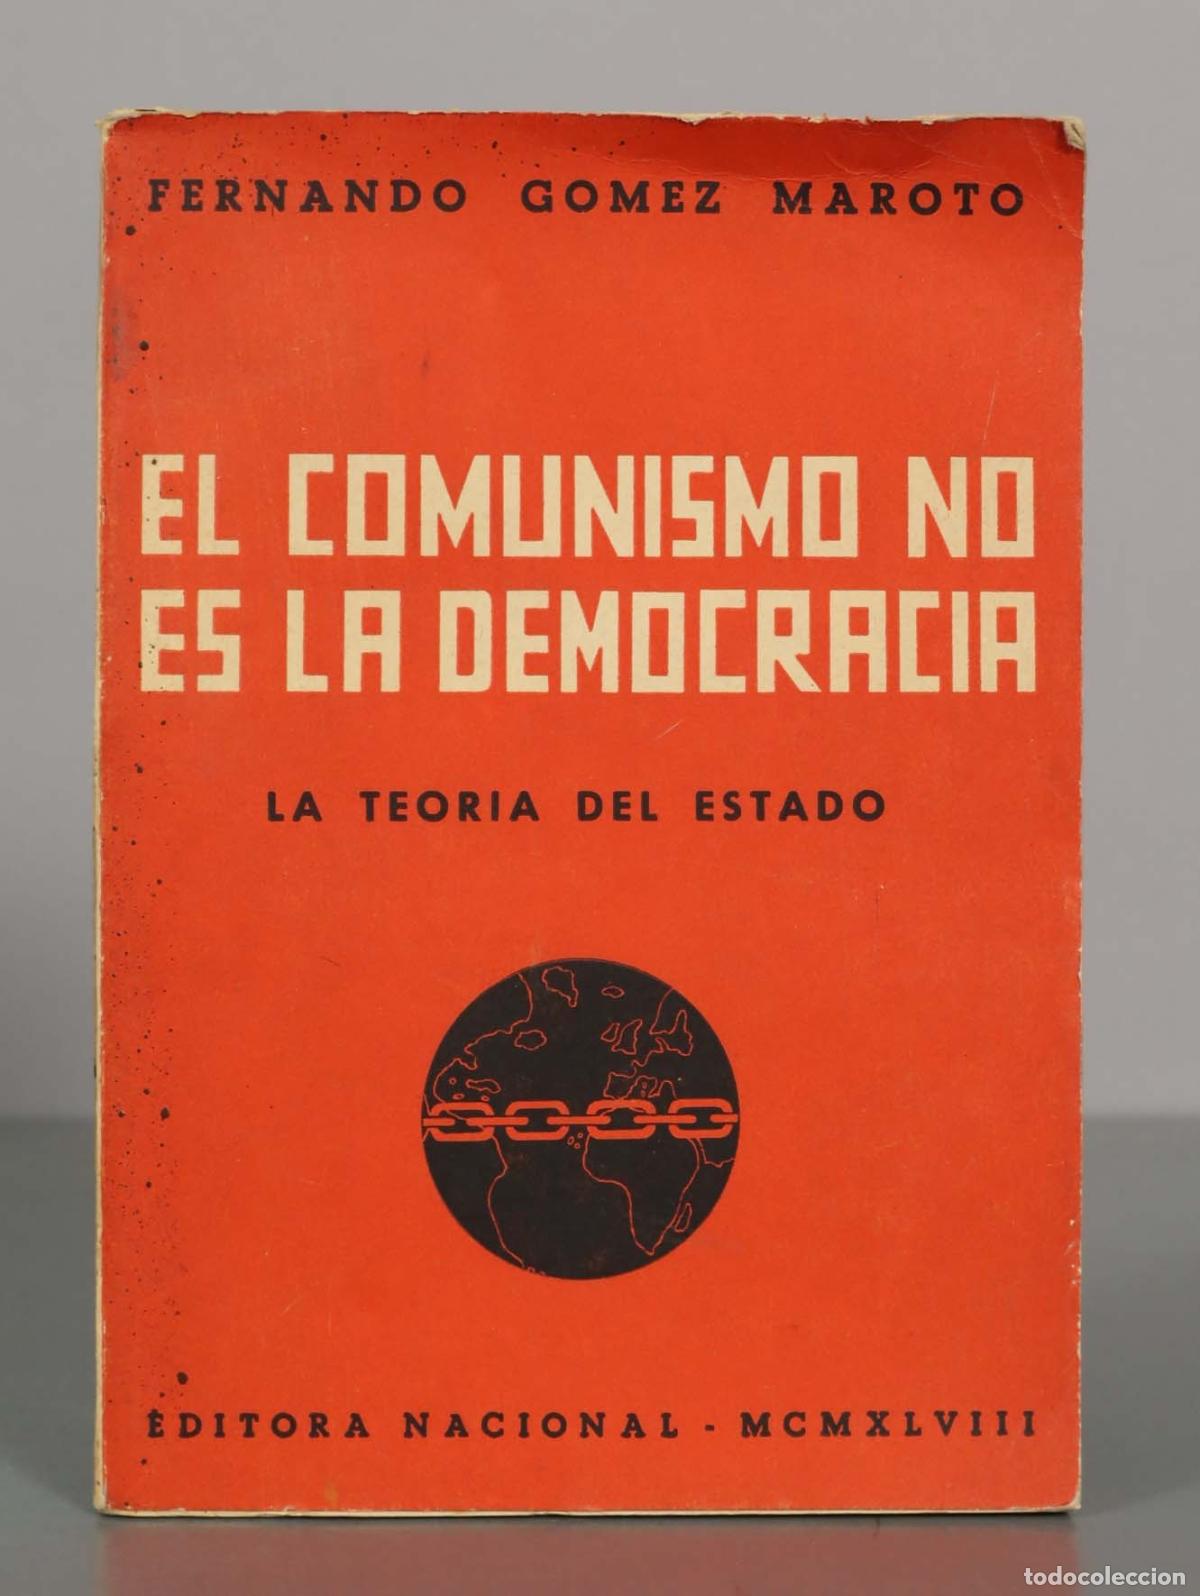 FERNANDO GOMEZ MAROTO
EL COMUNISMO NO
ES LA DEMOCRACIA
LA TEORIA DEL ESTADO
EDITORA NACIONAL - MCMXLVIII
todocoleccion